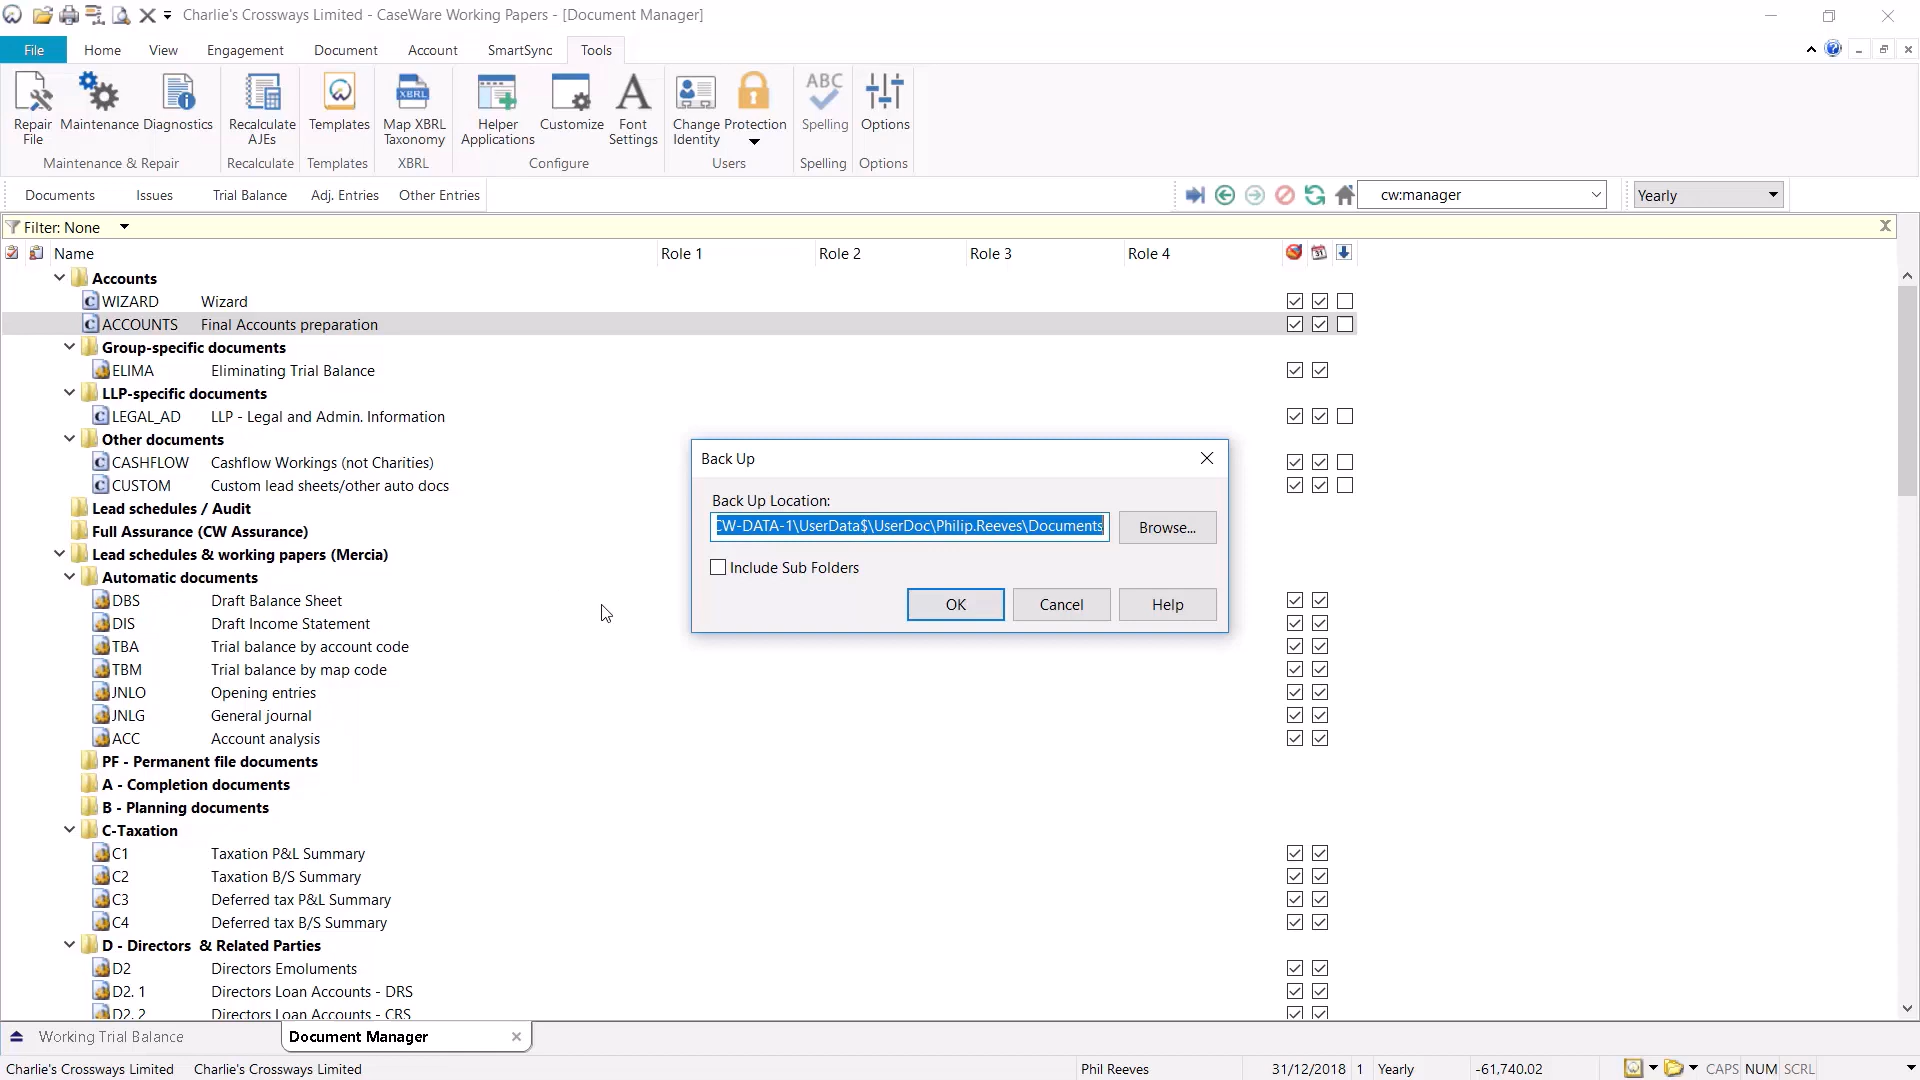 Charlie's Crossways Limited - CaseWare Working Papers - [Document Manager]
File Home View Engagement Document Account SmartSync Tools
Repair File
Maintenance
Diagnostics
Recalculate AJEs
Templates
Map XBRL Taxonomy
Helper Applications
Customize
Font Settings
Change Identity
Protection
ABC
Spelling
Options
Maintenance & Repair Recalculate Templates XBRL Configure Users Spelling Options
Documents Issues Trial Balance Adj. Entries Other Entries cw:manager Yearly
Filter: None X
Name Role 1 Role 2 Role 3 Role 4
Accounts
WIZARD Wizard
ACCOUNTS Final Accounts preparation
Group-specific documents
ELIMA Eliminating Trial Balance
LLP-specific documents
LEGAL_AD LLP - Legal and Admin. Information
Other documents
CASHFLOW Cashflow Workings (not Charities)
CUSTOM Custom lead sheets/other auto docs
Lead schedules / Audit
Full Assurance (CW Assurance)
Lead schedules & working papers (Mercia)
Automatic documents
DBS Draft Balance Sheet
DIS Draft Income Statement
TBA Trial balance by account code
TBM Trial balance by map code
JNLO Opening entries
JNLG General journal
ACC Account analysis
PF - Permanent file documents
A - Completion documents
B - Planning documents
C-Taxation
C1 Taxation P&L Summary
C2 Taxation B/S Summary
C3 Deferred tax P&L Summary
C4 Deferred tax B/S Summary
D - Directors & Related Parties
D2 Directors Emoluments
D2. 1 Directors Loan Accounts - DRS
D2. 2 Directors Loan Accounts - CRS
Back Up
Back Up Location:
CW-DATA-1\UserData$\UserDoc\Philip.Reeves\Documents
Browse...
Include Sub Folders
OK Cancel Help
Working Trial Balance Document Manager
Charlie's Crossways Limited Charlie's Crossways Limited Phil Reeves 31/12/2018 1 Yearly -61,740.02 CAPS NUM SCRL